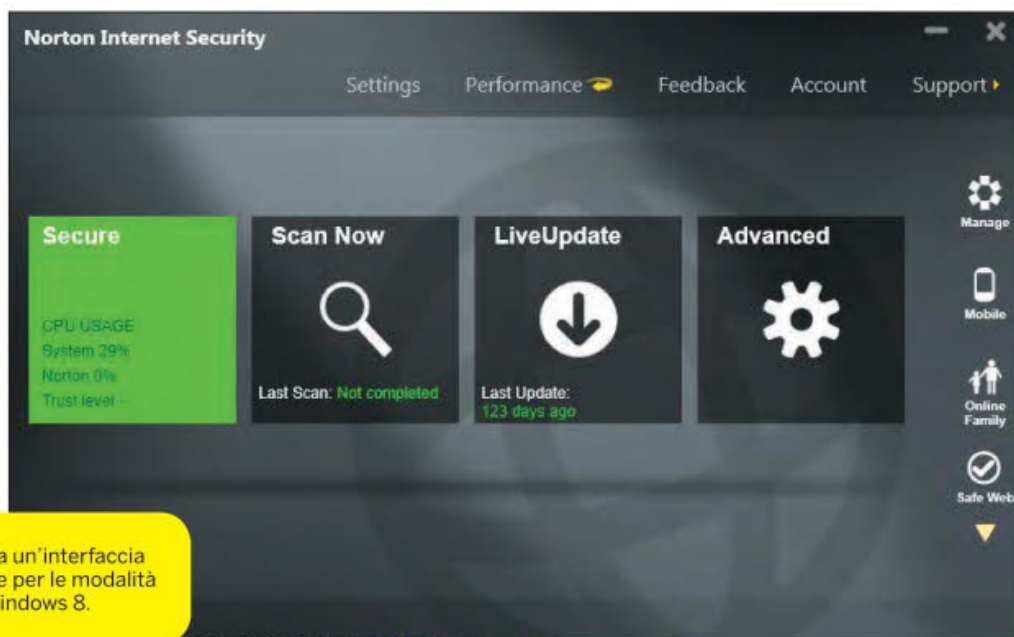 Norton Internet Security
Settings Performance Feedback Account Support
Secure
CPU USAGE
System 29%
Norton 0%
Trust level --
Scan Now
Last Scan: Not completed
LiveUpdate
Last Update:
123 days ago
Advanced
Manage
Mobile
Online
Family
Safe Web
a un'interfaccia
e per le modalità
indows 8.